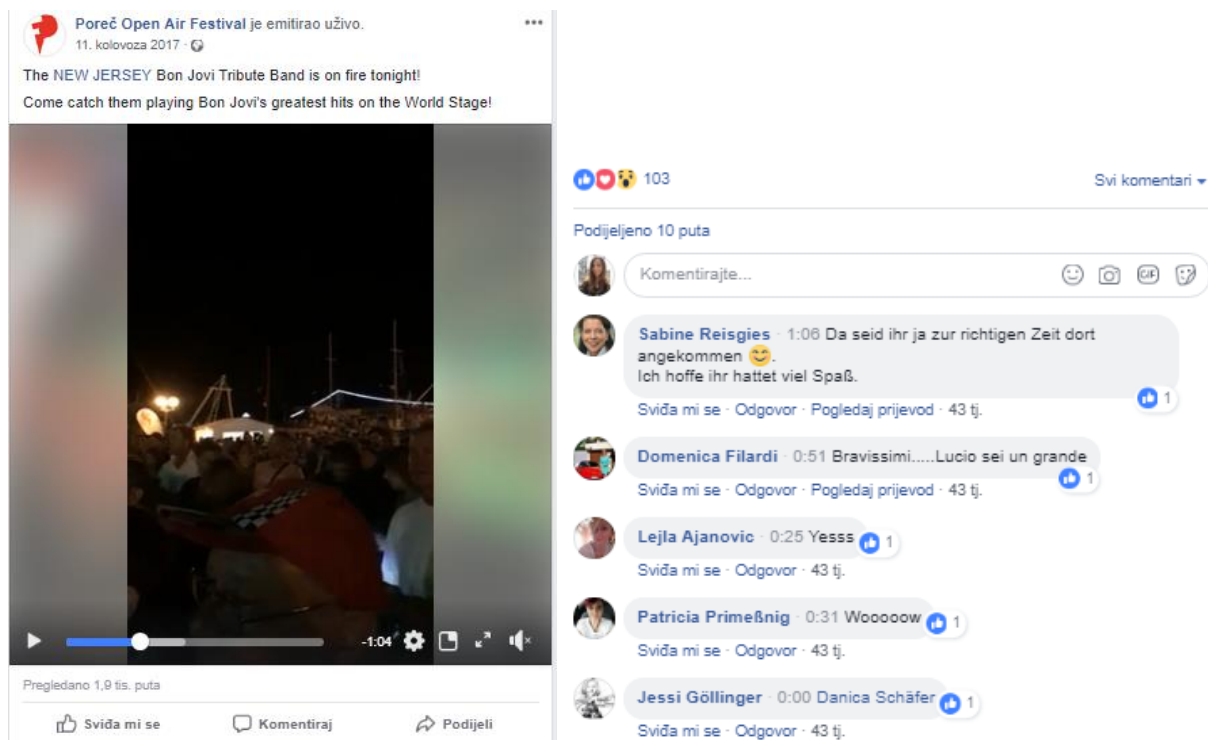 Poreč Open Air Festival je emitirao uživo.
11. kolovoza 2017 ·
The NEW JERSEY Bon Jovi Tribute Band is on fire tonight!
Come catch them playing Bon Jovi's greatest hits on the World Stage!
-1:04
Pregledano 1,9 tis. puta
Sviđa mi se Komentiraj Podijeli
103 Svi komentari
Podijeljeno 10 puta
Komentirajte... GIF
Sabine Reisgies · 1:06 Da seid ihr ja zur richtigen Zeit dort
angekommen 😊.
Ich hoffe ihr hattet viel Spaß.
1
Sviđa mi se · Odgovor · Pogledaj prijevod · 43 tj.
Domenica Filardi · 0:51 Bravissimi.....Lucio sei un grande
1
Sviđa mi se · Odgovor · Pogledaj prijevod · 43 tj.
Lejla Ajanovic · 0:25 Yesss 1
Sviđa mi se · Odgovor · 43 tj.
Patricia Primeßnig · 0:31 Wooooow 1
Sviđa mi se · Odgovor · 43 tj.
Jessi Göllinger · 0:00 Danica Schäfer 1
Sviđa mi se · Odgovor · 43 tj.